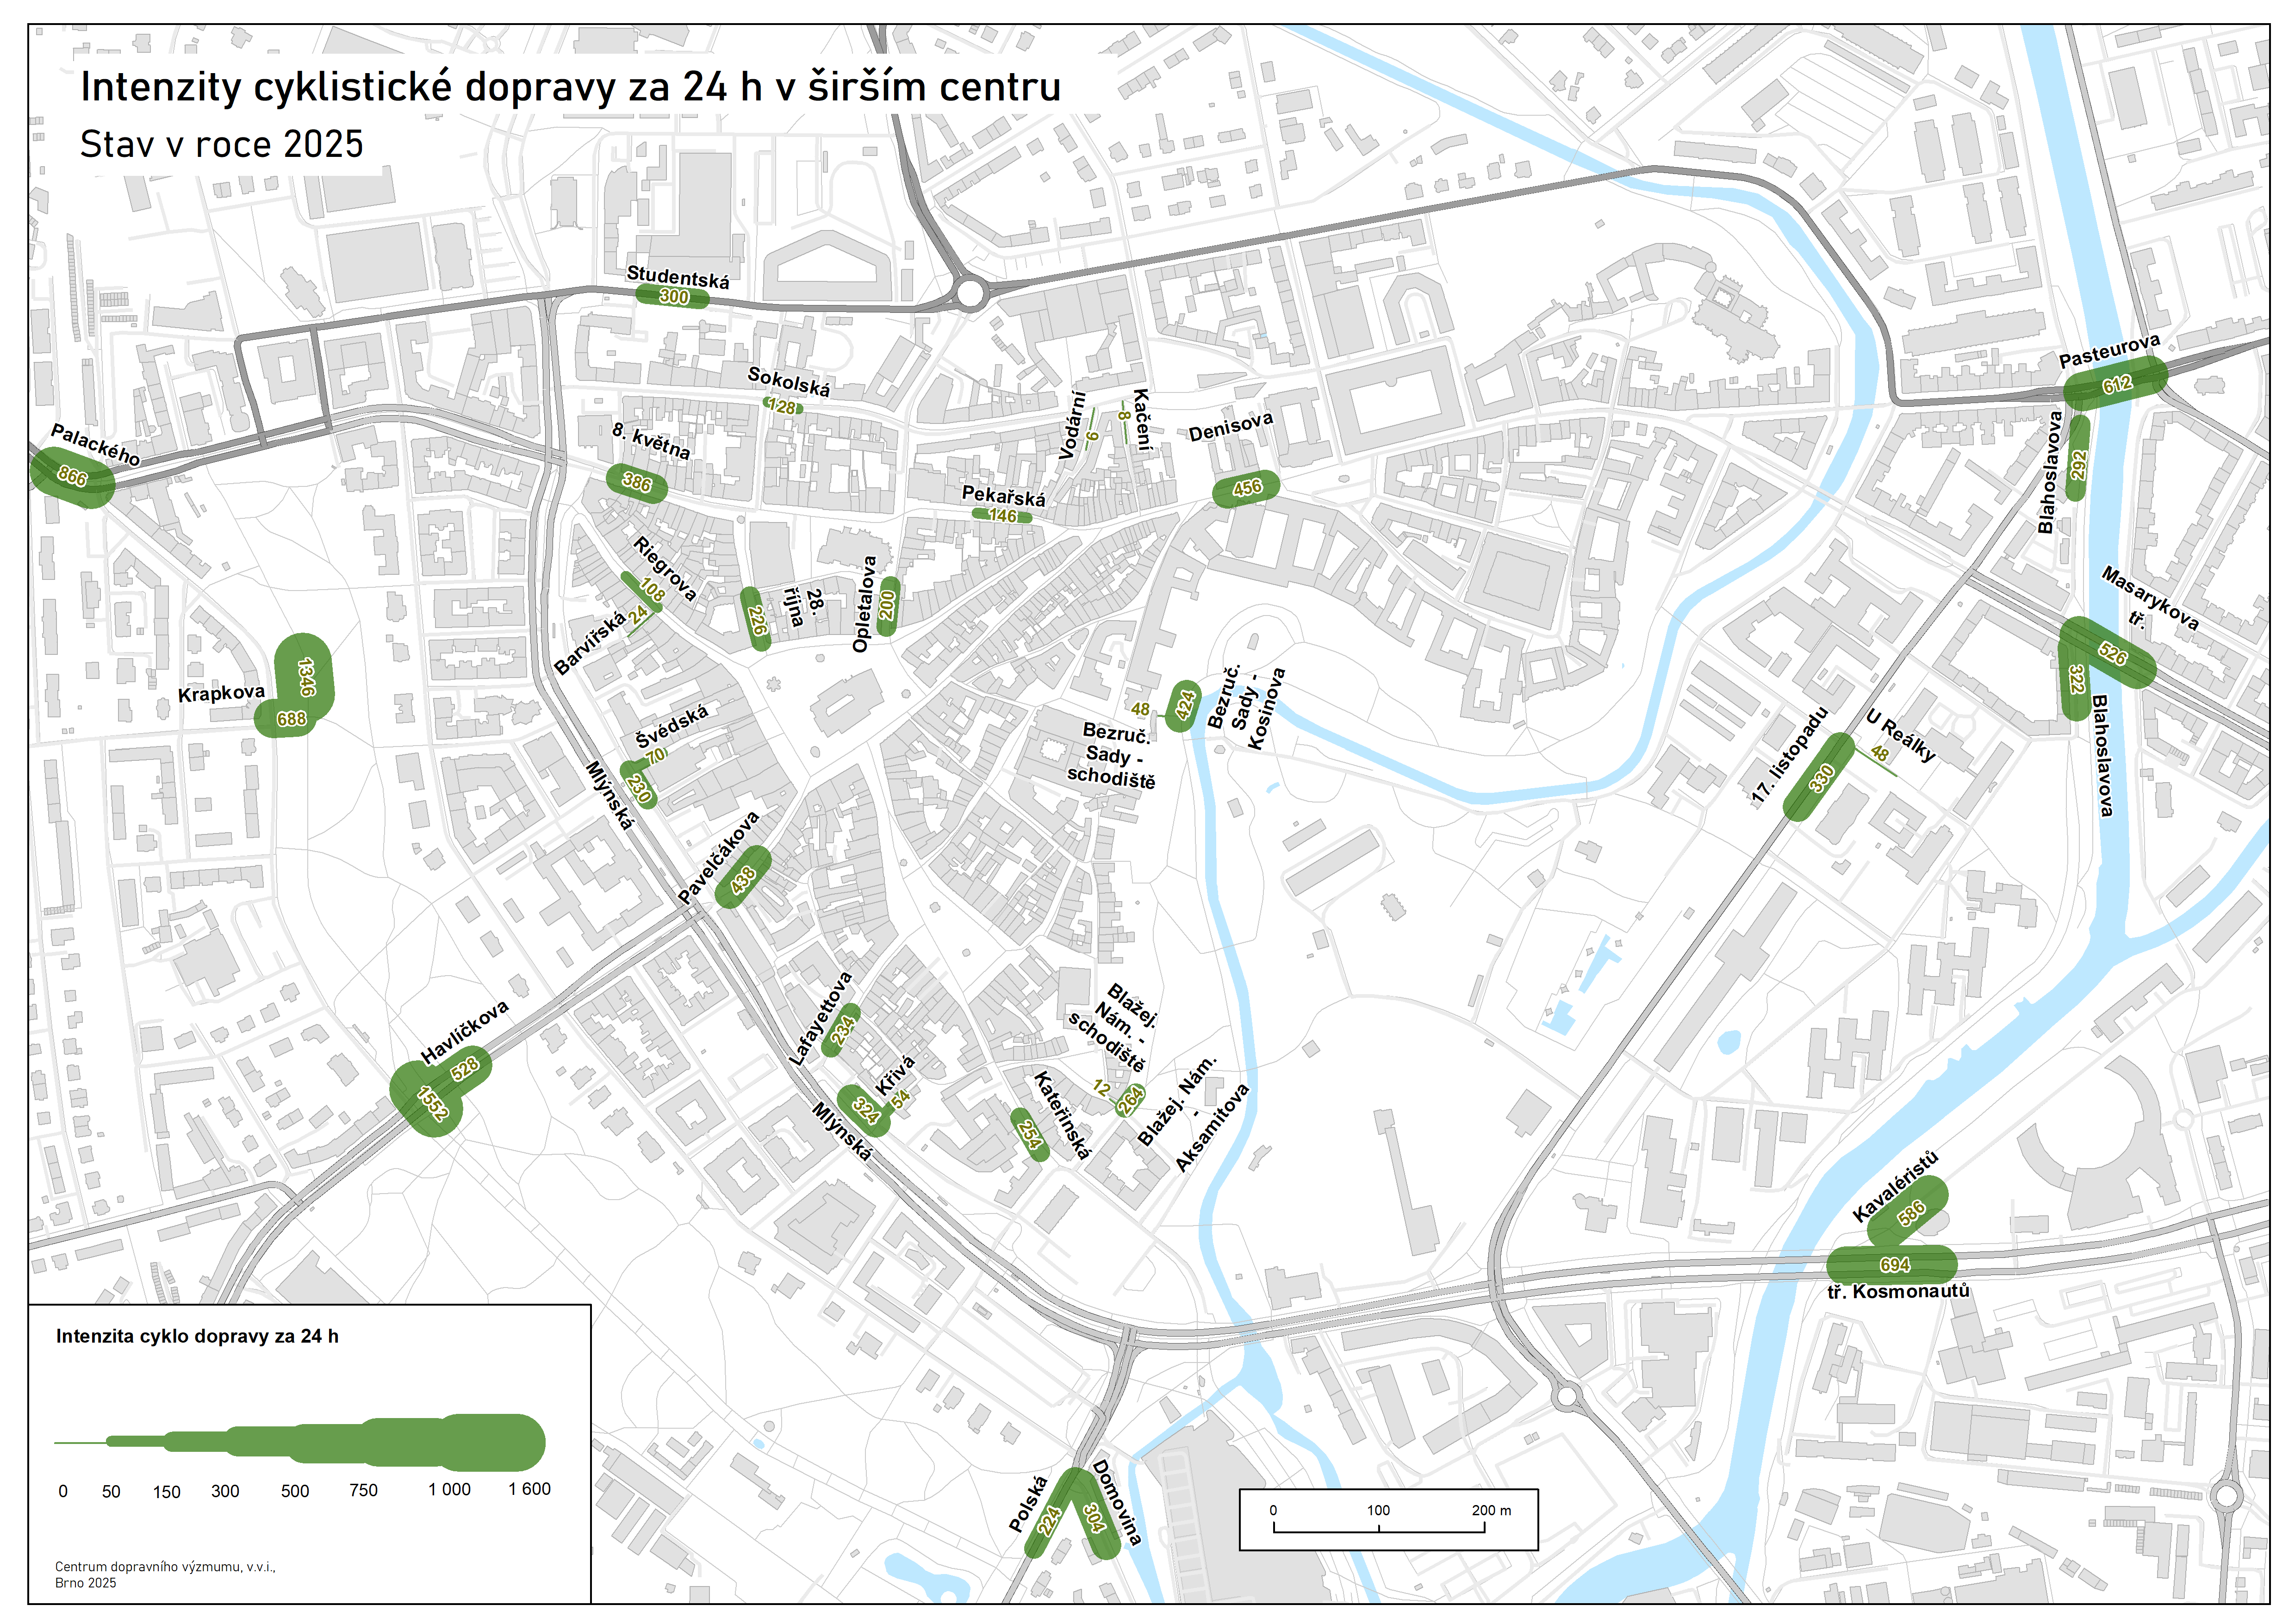 Intenzity cyklistické dopravy za 24 h v širším centru
Stav v roce 2025
Studentská
300
Sokolská
128
8. května
386
Palackého
866
Vodární
6
Kačení
8
Denisova
456
Pekařská
146
Pasteurova
612
Blahoslavova
292
Riegrova
108
Barvířská
24
28.
října
226
Opletalova
200
Masarykova
tř.
526
322
Blahoslavova
Krapkova
1346
688
Švédská
70
230
Mlýnská
48
424
Bezruč.
Sady -
Kosinova
Bezruč.
Sady -
schodiště
17. listopadu
330
U Reálky
48
Pavelčákova
438
Lafayettova
234
Křivá
54
324
Mlýnská
Havlíčkova
528
1552
Blažej.
Nám. -
schodiště
12
264
Blažej. Nám.
-
Aksamitova
Kateřinská
254
Kavaléristů
586
694
tř. Kosmonautů
Polská
224
Domovina
304
Intenzita cyklo dopravy za 24 h
0 50 150 300 500 750 1 000 1 600
Centrum dopravního výzmumu, v.v.i.,
Brno 2025
0 100 200 m